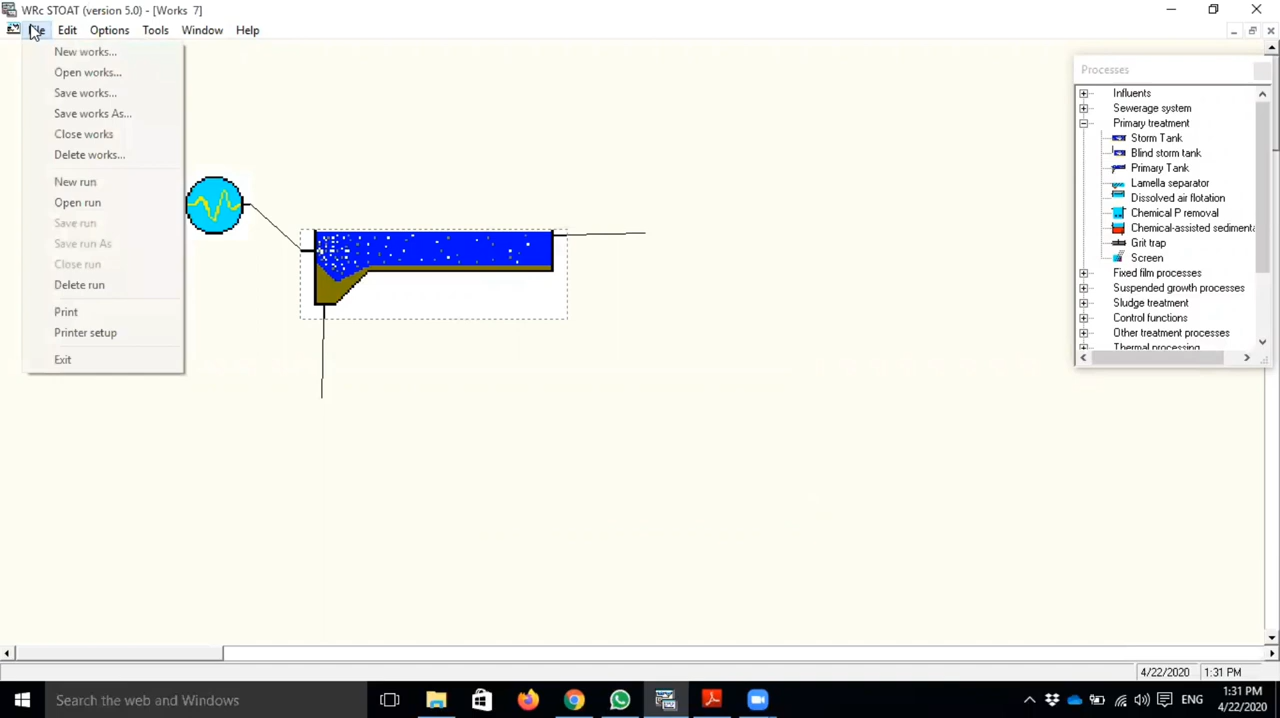 WRc STOAT (version 5.0) - [Works 7]
File Edit Options Tools Window Help
New works...
Open works...
Save works...
Save works As...
Close works
Delete works...
New run
Open run
Save run
Save run As
Close run
Delete run
Print
Printer setup
Exit
Processes
Influents
Sewerage system
Primary treatment
Storm Tank
Blind storm tank
Primary Tank
Lamella separator
Dissolved air flotation
Chemical P removal
Chemical-assisted sedimenta
Grit trap
Screen
Fixed film processes
Suspended growth processes
Sludge treatment
Control functions
Other treatment processes
Thermal processing
4/22/2020 1:31 PM
Search the web and Windows
ENG
1:31 PM
4/22/2020